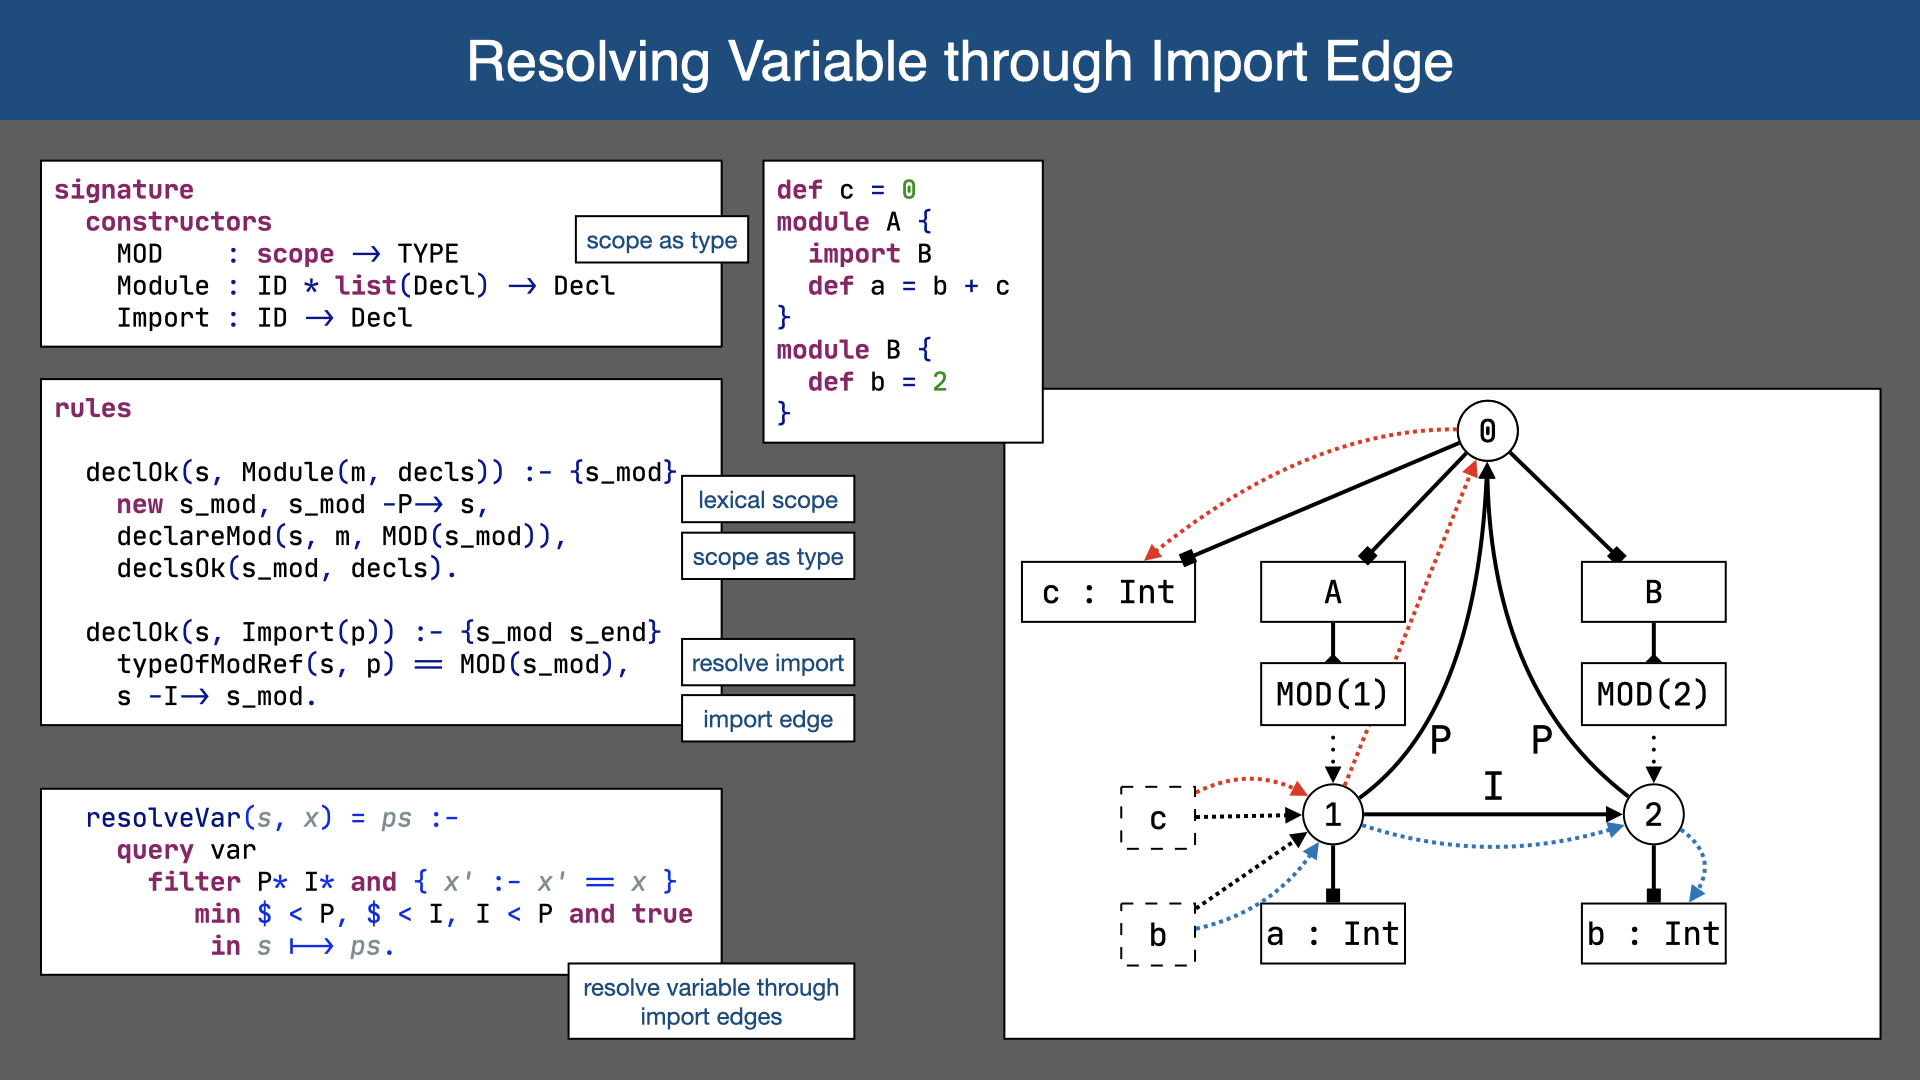 Resolving Variable through Import Edge
signature
constructors
MOD : scope → TYPE
Module : ID * list(Decl) → Decl
Import : ID → Decl
scope as type
rules
declOk(s, Module(m, decls)) :- {s_mod}
new s_mod, s_mod -P→ s,
declareMod(s, m, MOD(s_mod)),
declsOk(s_mod, decls).
declOk(s, Import(p)) :- {s_mod s_end}
typeOfModRef(s, p) == MOD(s_mod),
s -I→ s_mod.
lexical scope
scope as type
resolve import
import edge
resolveVar(s, x) = ps :-
query var
filter P* I* and { x' :- x' == x }
min $ < P, $ < I, I < P and true
in s ↦ ps.
resolve variable through
import edges
def c = 0
module A {
import B
def a = b + c
}
module B {
def b = 2
}
0
c : Int
A
B
MOD(1)
MOD(2)
P
P
I
c
1
2
b
a : Int
b : Int